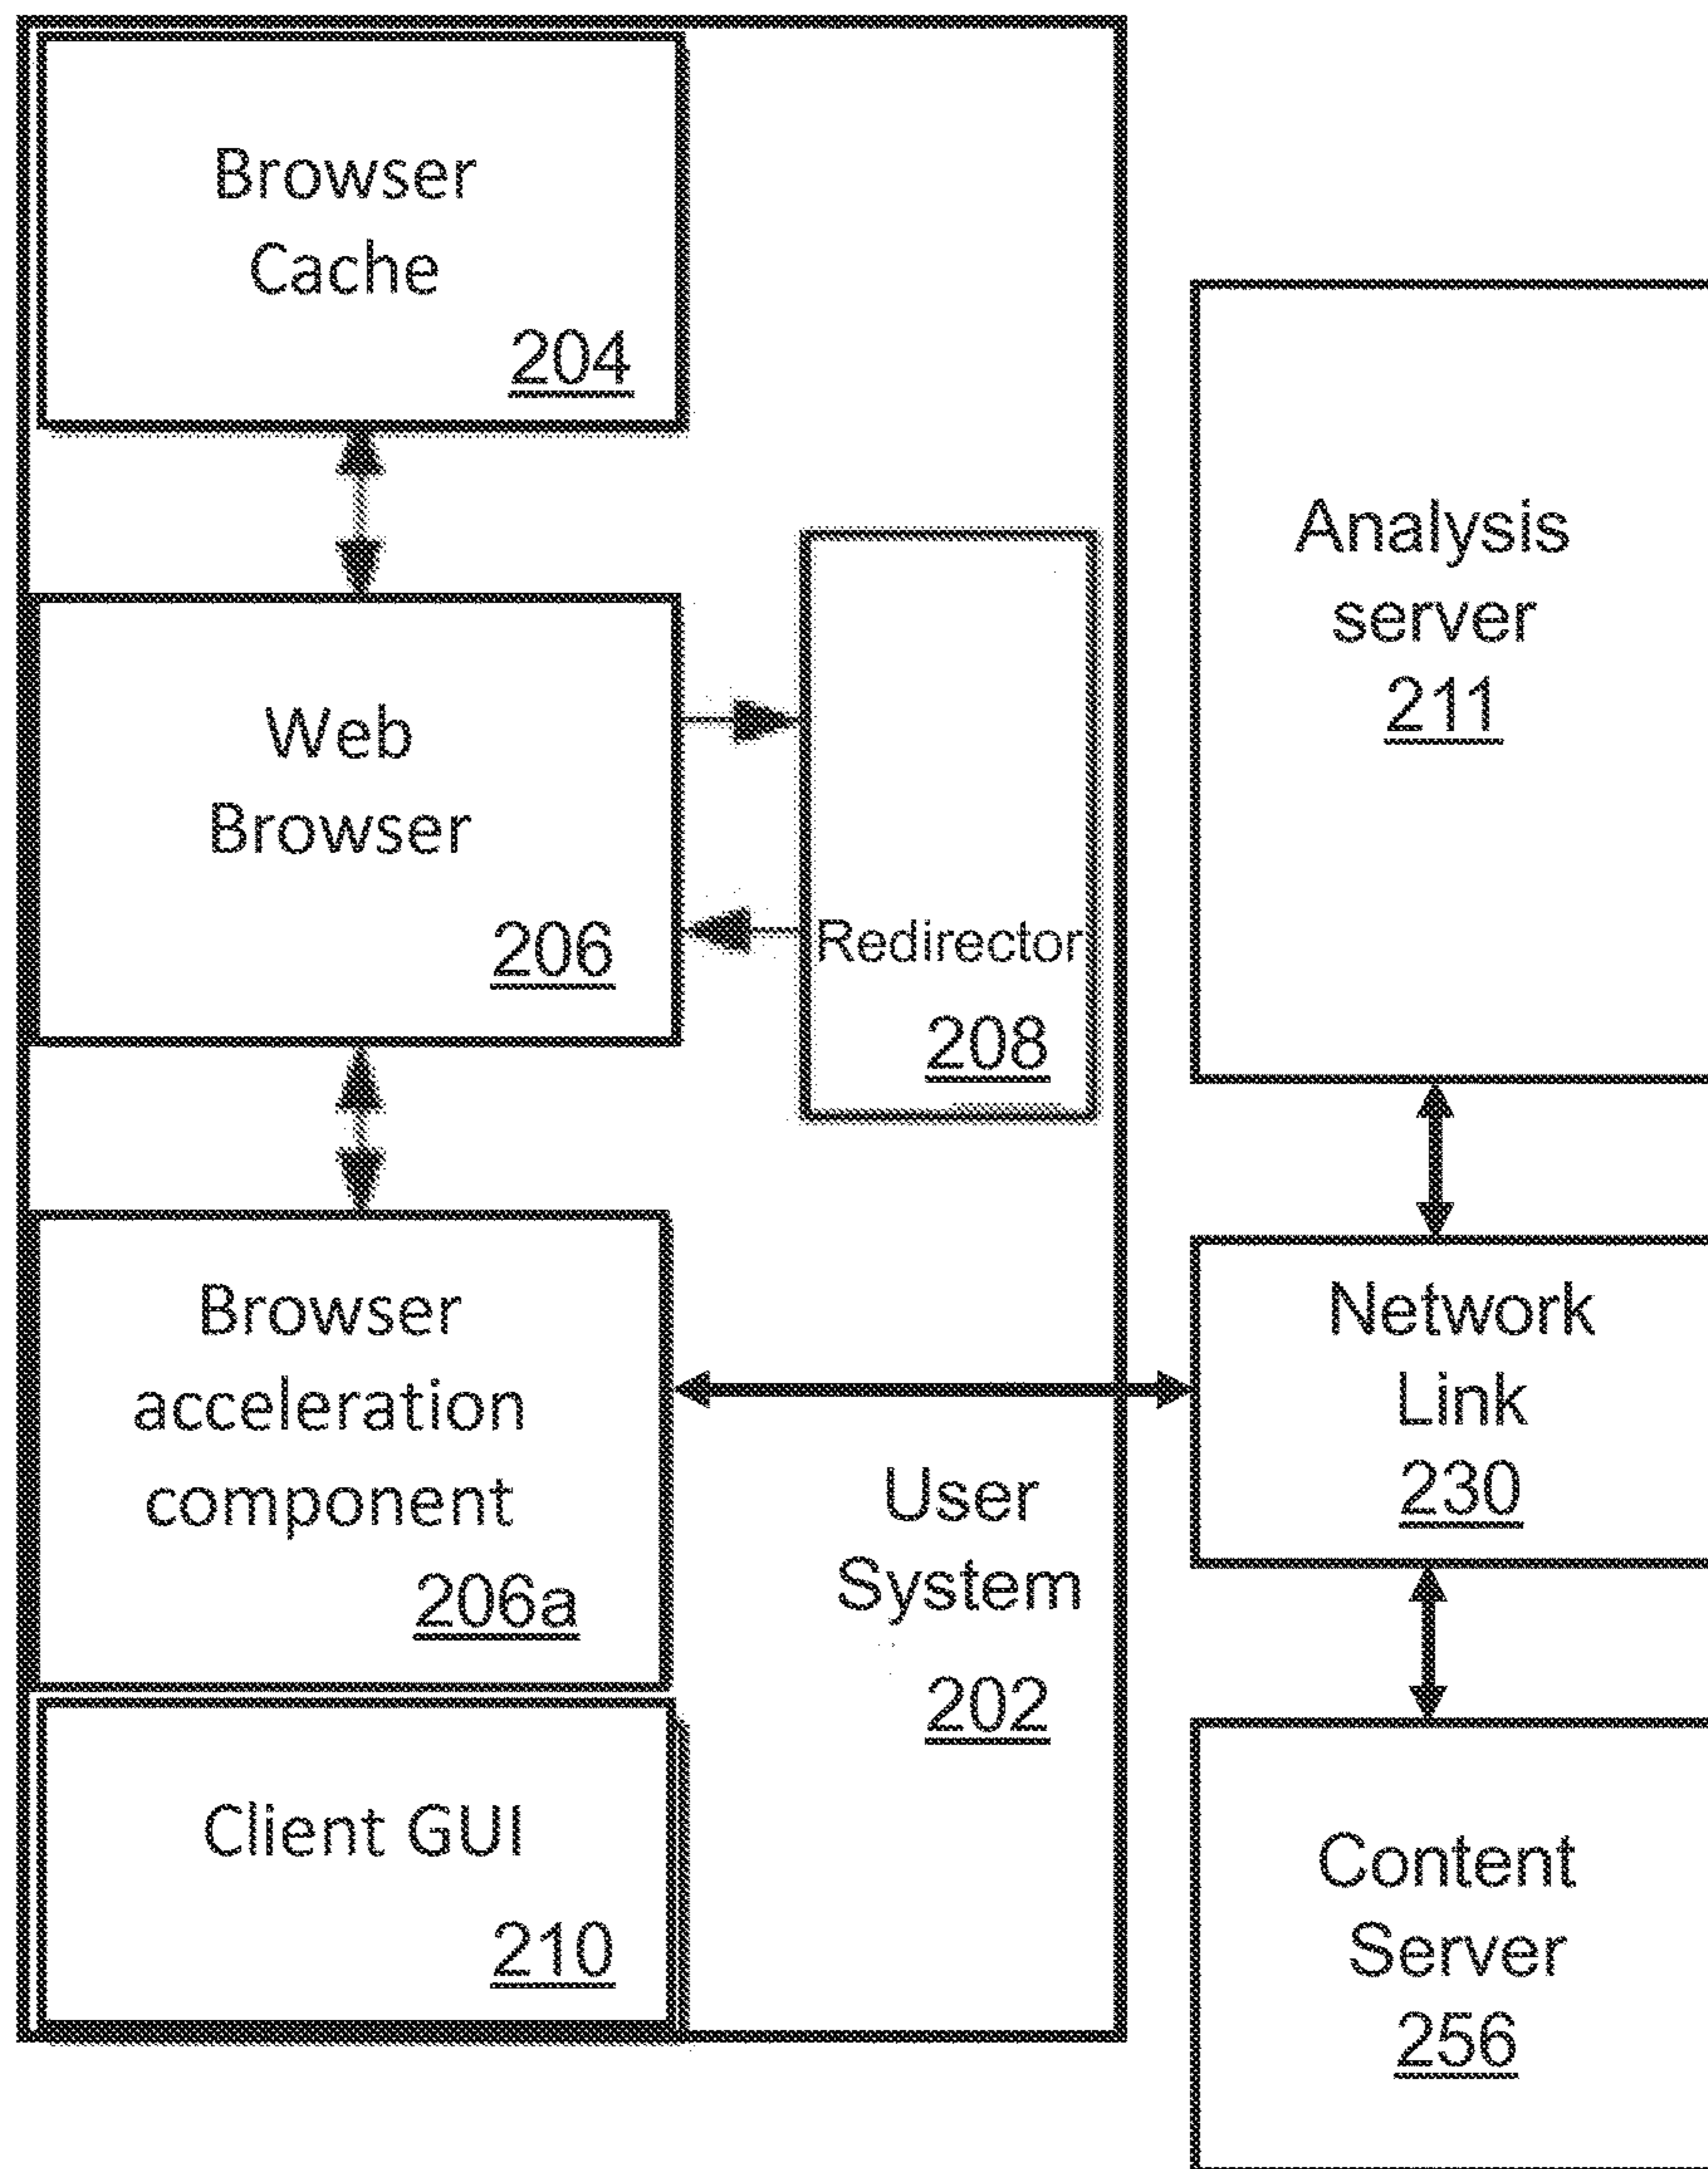 Browser
Cache
204
Web
Browser
206
Redirector
208
Browser
acceleration
component
206a
User
System
202
Client GUI
210
Analysis
server
211
Network
Link
230
Content
Server
256